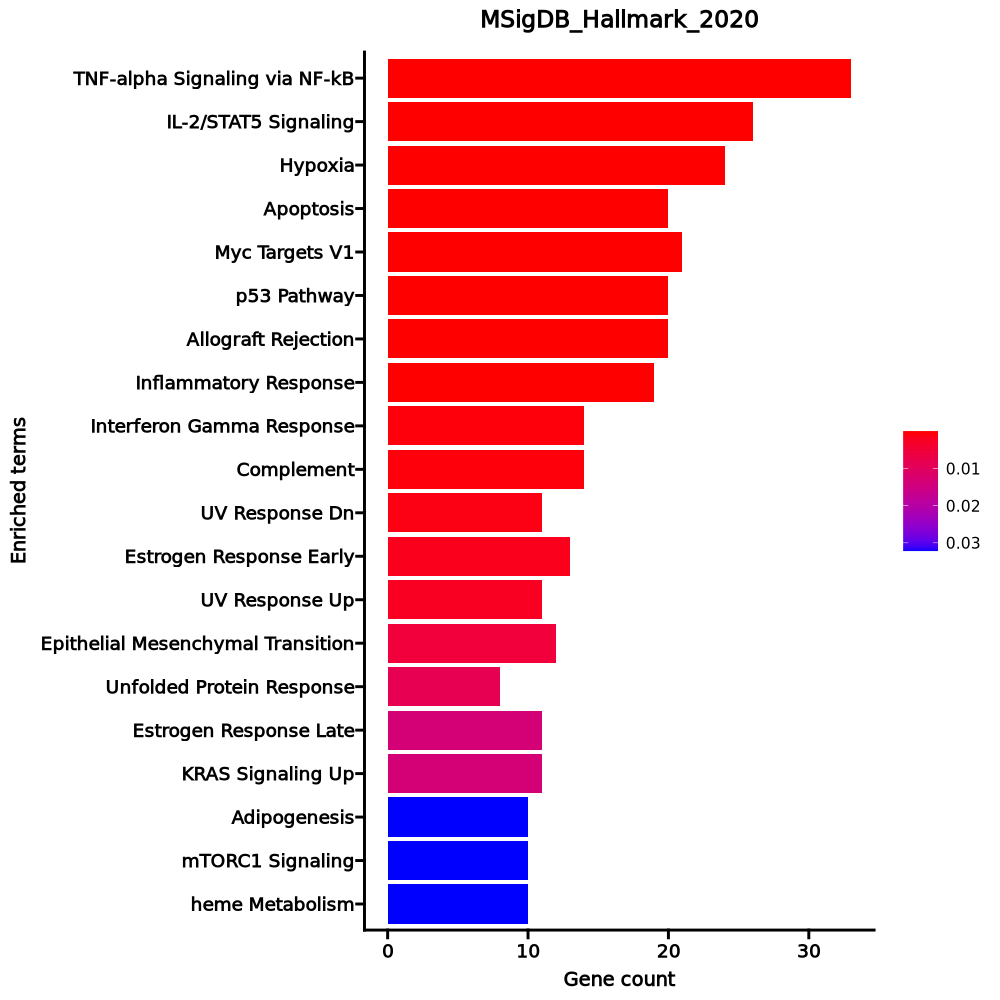 MSigDB_Hallmark_2020
TNF-alpha Signaling via NF-kB
IL-2/STAT5 Signaling
Hypoxia
Apoptosis
Myc Targets V1
p53 Pathway
Allograft Rejection
Inflammatory Response
Interferon Gamma Response
Complement
UV Response Dn
Estrogen Response Early
UV Response Up
Epithelial Mesenchymal Transition
Unfolded Protein Response
Estrogen Response Late
KRAS Signaling Up
Adipogenesis
mTORC1 Signaling
heme Metabolism
Enriched terms
0 10 20 30
Gene count
0.01
0.02
0.03